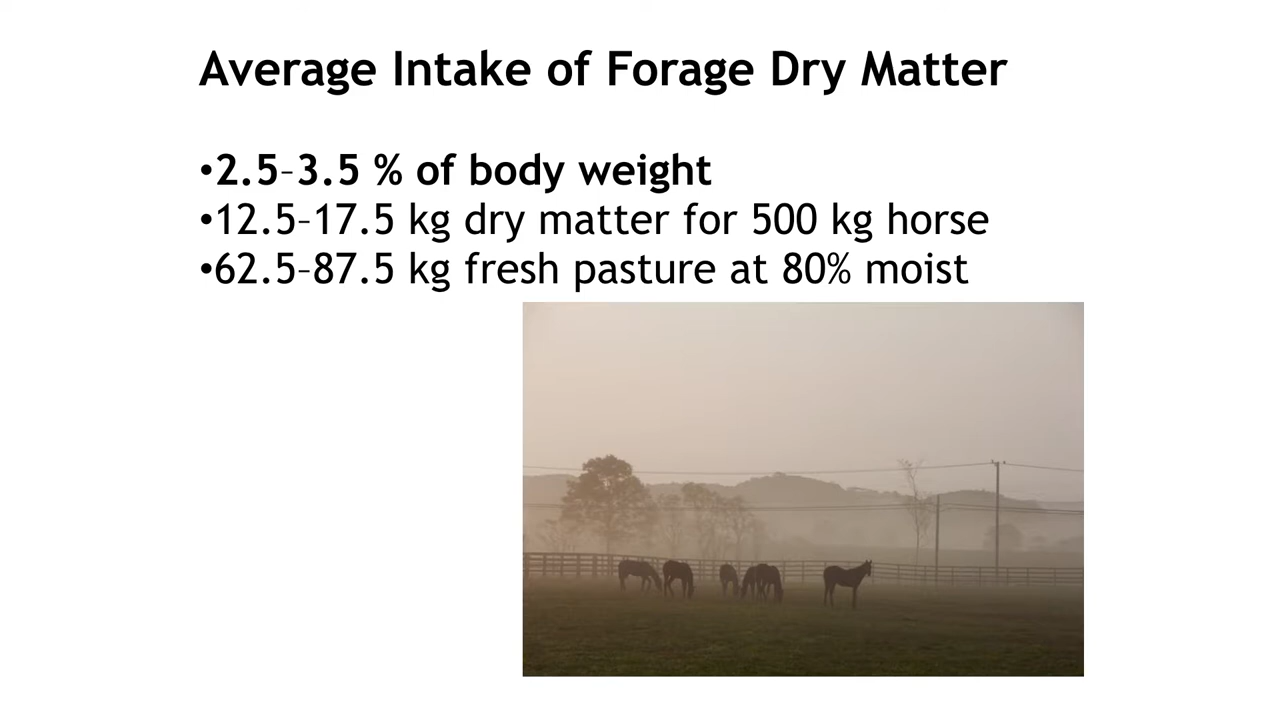 Average Intake of Forage Dry Matter
•2.5–3.5 % of body weight
•12.5–17.5 kg dry matter for 500 kg horse
•62.5–87.5 kg fresh pasture at 80% moist